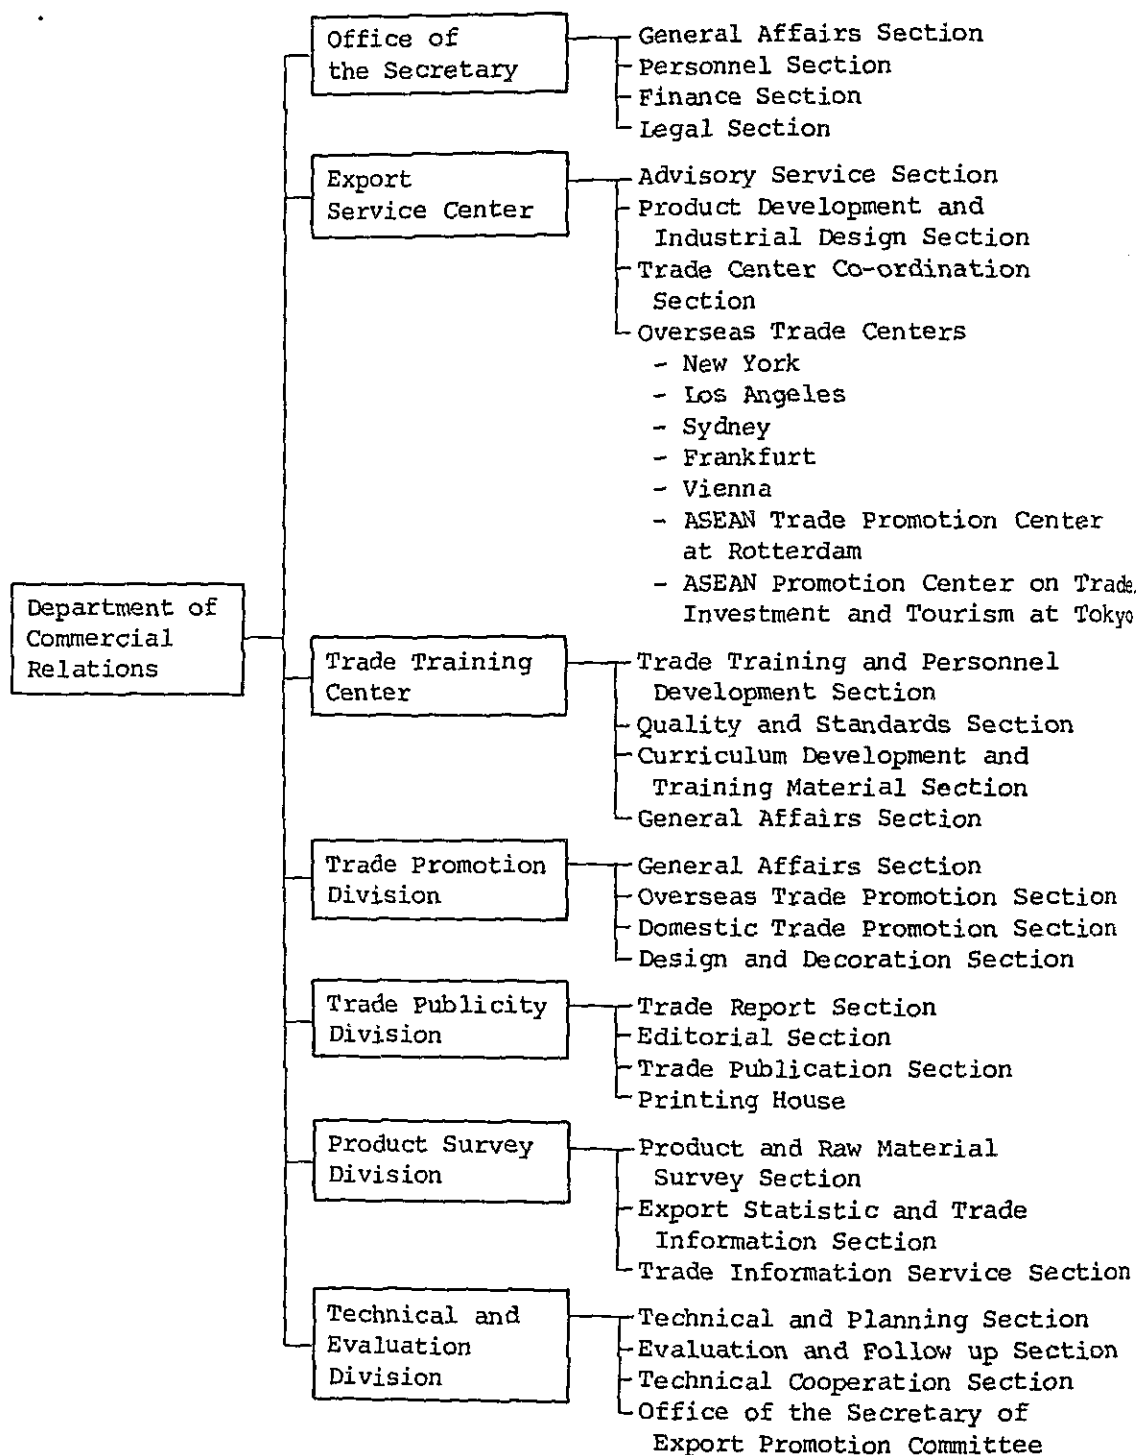 Office of
the Secretary
General Affairs Section
Personnel Section
Finance Section
Legal Section
Export
Service Center
Advisory Service Section
Product Development and
Industrial Design Section
Trade Center Co-ordination
Section
Overseas Trade Centers
- New York
- Los Angeles
- Sydney
- Frankfurt
- Vienna
- ASEAN Trade Promotion Center
at Rotterdam
- ASEAN Promotion Center on Trade,
Investment and Tourism at Tokyo
Department of
Commercial
Relations
Trade Training
Center
Trade Training and Personnel
Development Section
Quality and Standards Section
Curriculum Development and
Training Material Section
General Affairs Section
Trade Promotion
Division
General Affairs Section
Overseas Trade Promotion Section
Domestic Trade Promotion Section
Design and Decoration Section
Trade Publicity
Division
Trade Report Section
Editorial Section
Trade Publication Section
Printing House
Product Survey
Division
Product and Raw Material
Survey Section
Export Statistic and Trade
Information Section
Trade Information Service Section
Technical and
Evaluation
Division
Technical and Planning Section
Evaluation and Follow up Section
Technical Cooperation Section
Office of the Secretary of
Export Promotion Committee